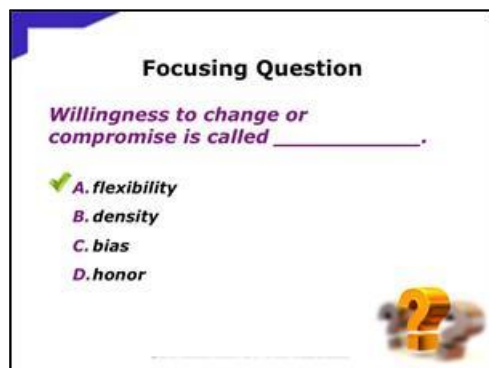 Focusing Question
Willingness to change or
compromise is called ____________.
A. flexibility
B. density
C. bias
D. honor